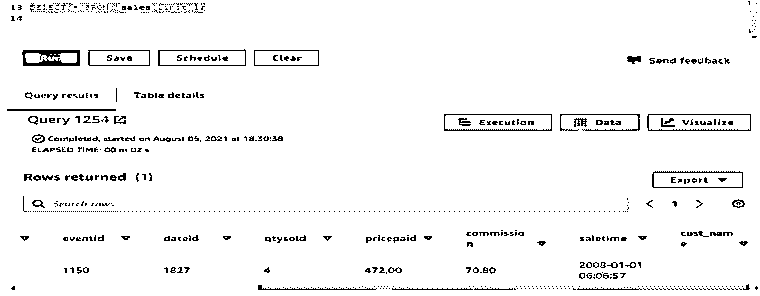 13
14
Run Save Schedule Clear Send feedback
Query results Table details
Query 1254
Completed, started on August 05, 2021 at 18:30:38
ELAPSED TIME: 00 m 02 s
Execution Data Visualize
Rows returned (1)
Export
Search rows
1
eventid dateid qtysold pricepaid commission saletime cust_name
1150 1827 4 472.00 70.80 2008-01-01 06:06:57